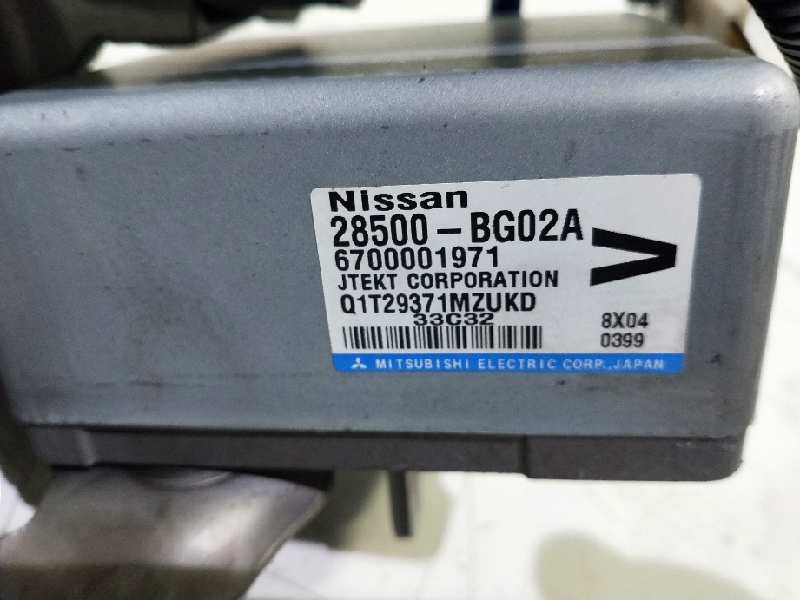 Nissan
28500-BG02A
6700001971
JTEKT CORPORATION
Q1T29371MZUKD
33C32
8X04
0399
MITSUBISHI ELECTRIC CORP.,JAPAN